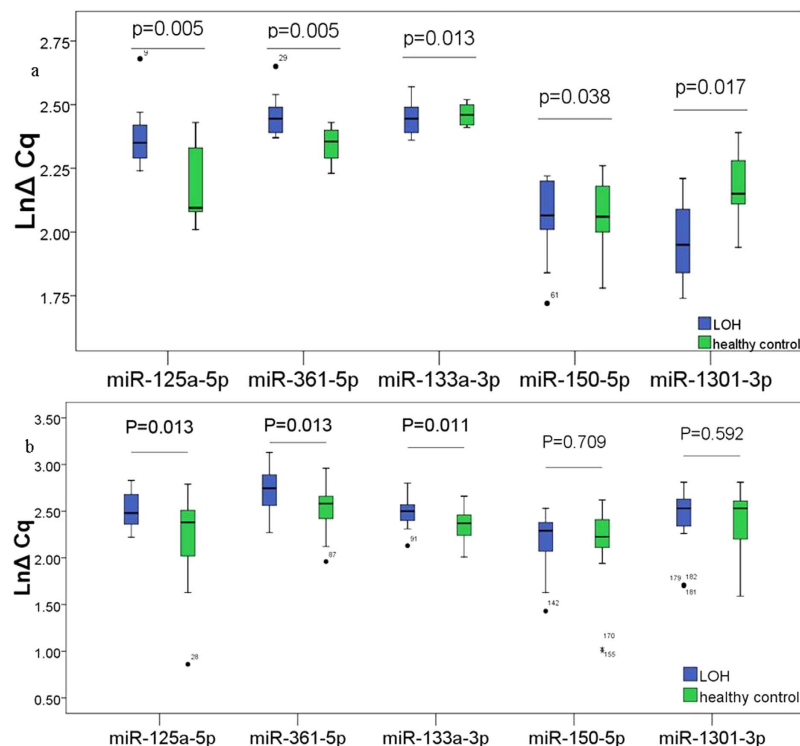 p=0.005 p=0.005 p=0.013 p=0.038 p=0.017
a
2.75
2.50
2.25
2.00
1.75
LnΔ Cq
9
29
61
LOH
healthy control
miR-125a-5p miR-361-5p miR-133a-3p miR-150-5p miR-1301-3p
P=0.013 P=0.013 P=0.011 P=0.709 P=0.592
b
3.50
3.00
2.50
2.00
1.50
1.00
0.50
LnΔ Cq
28
87
91
142
170
155
179 182
181
LOH
healthy control
miR-125a-5p miR-361-5p miR-133a-3p miR-150-5p miR-1301-3p